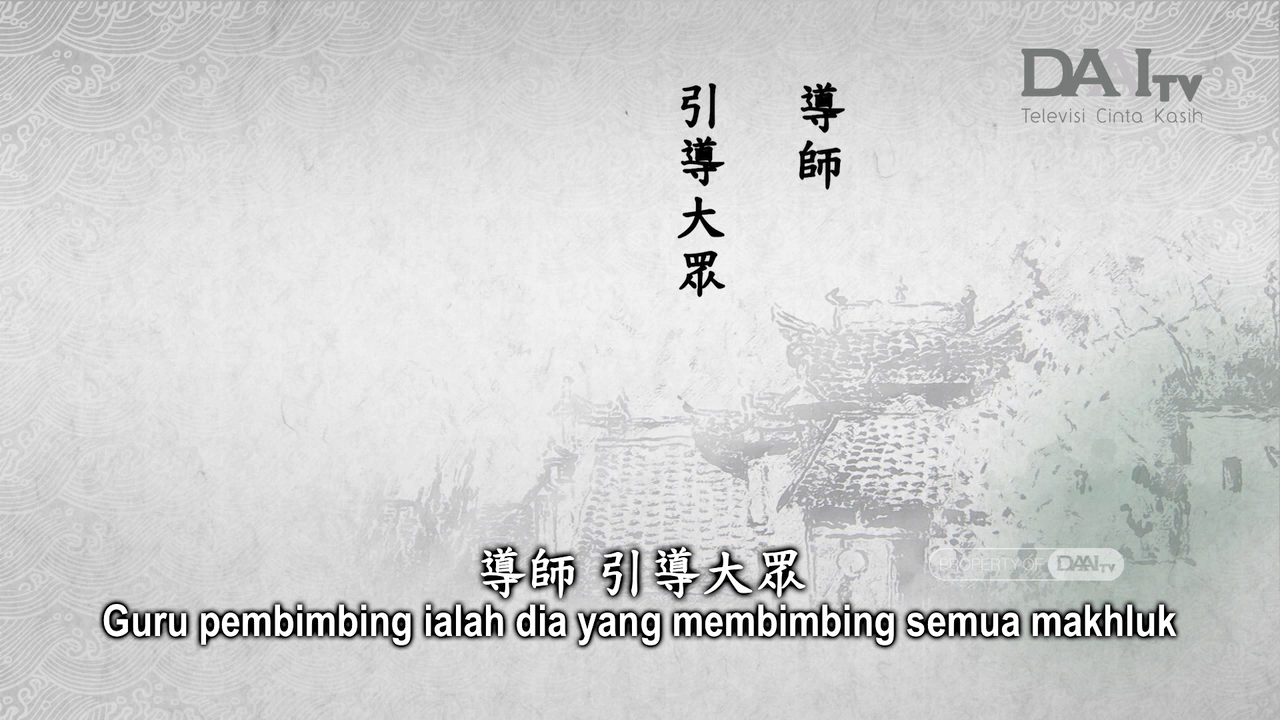 DAAI TV
Televisi Cinta Kasih
導師
引導大眾
PROPERTY OF DAAI TV
導師 引導大眾
Guru pembimbing ialah dia yang membimbing semua makhluk